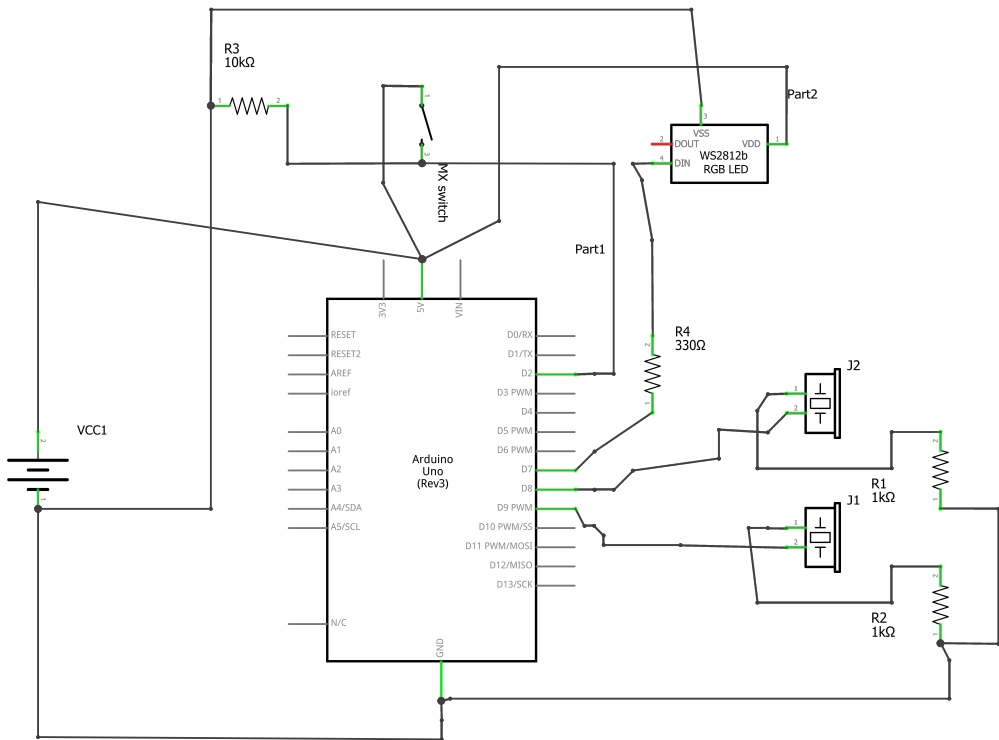 R3
10kΩ
1
2
1
3
MX switch
Part2
3
VSS
2
DOUT
VDD
1
WS2812b
4
DIN
RGB LED
Part1
3V3
5V
VIN
RESET
RESET2
AREF
ioref
A0
A1
A2
A3
A4/SDA
A5/SCL
N/C
Arduino
Uno
(Rev3)
D0/RX
D1/TX
D2
D3 PWM
D4
D5 PWM
D6 PWM
D7
D8
D9 PWM
D10 PWM/SS
D11 PWM/MOSI
D12/MISO
D13/SCK
GND
R4
330Ω
2
1
VCC1
2
1
J2
1
2
R1
1kΩ
2
1
J1
1
2
R2
1kΩ
2
1